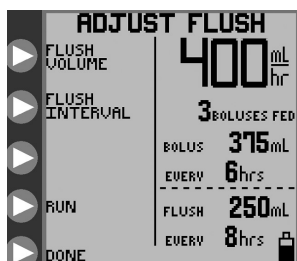 ADJUST FLUSH
FLUSH
VOLUME
400 mL
hr
FLUSH
INTERVAL
3 BOLUSES FED
BOLUS 375mL
EVERY 6hrs
RUN
FLUSH 250mL
EVERY 8hrs
DONE